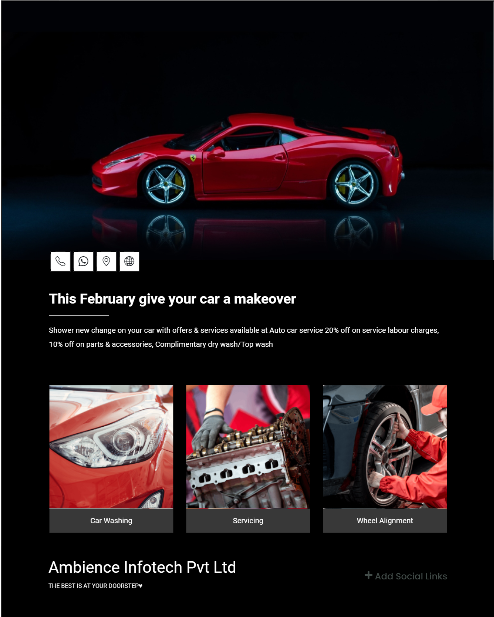 This February give your car a makeover
Shower new change on your car with offers & services available at Auto car service 20% off on service labour charges,
10% off on parts & accessories, Complimentary dry wash/Top wash
Car Washing
Servicing
Wheel Alignment
Ambience Infotech Pvt Ltd
THE BEST IS AT YOUR DOORSTEP♥
+ Add Social Links